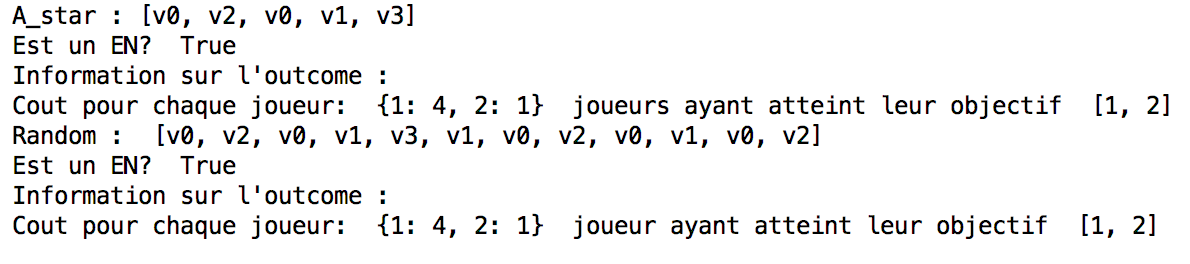 A_star : [v0, v2, v0, v1, v3]
Est un EN?  True
Information sur l'outcome :
Cout pour chaque joueur:  {1: 4, 2: 1}  joueurs ayant atteint leur objectif  [1, 2]
Random :  [v0, v2, v0, v1, v3, v1, v0, v2, v0, v1, v0, v2]
Est un EN?  True
Information sur l'outcome :
Cout pour chaque joueur:  {1: 4, 2: 1}  joueur ayant atteint leur objectif  [1, 2]